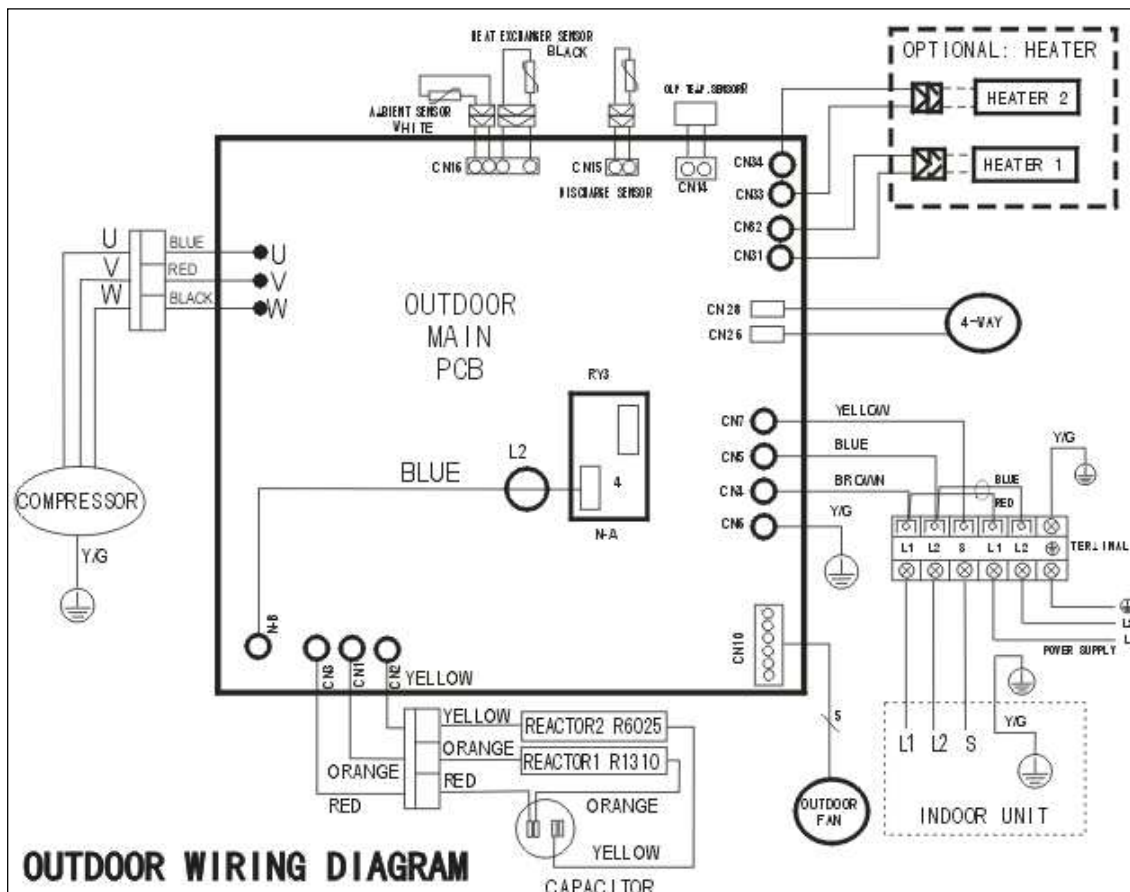 HEAT EXCHANGER SENSOR
BLACK
AMBIENT SENSOR
WHITE
CN16
CN15
DISCHARGE SENSOR
CN14
OPTIONAL: HEATER
HEATER 2
HEATER 1
CN34
CN33
CN62
CN31
U
V
W
BLUE
RED
BLACK
U
V
W
OUTDOOR
MAIN
PCB
CN28
CN26
4-WAY
RY3
4
N-A
L2
BLUE
CN7
CN5
CN4
CN6
YELLOW
BLUE
BROWN
Y/G
Y/G
BLUE
RED
L1
L2
S
L1
L2
TERMINAL
POWER SUPPLY
COMPRESSOR
Y/G
N-B
CN3
CN1
CN2
YELLOW
CN10
5
YELLOW
REACTOR2 R6025
ORANGE
REACTOR1 R1310
ORANGE
RED
RED
ORANGE
YELLOW
CAPACITOR
OUTDOOR
FAN
L1
L2
S
Y/G
INDOOR UNIT
OUTDOOR WIRING DIAGRAM